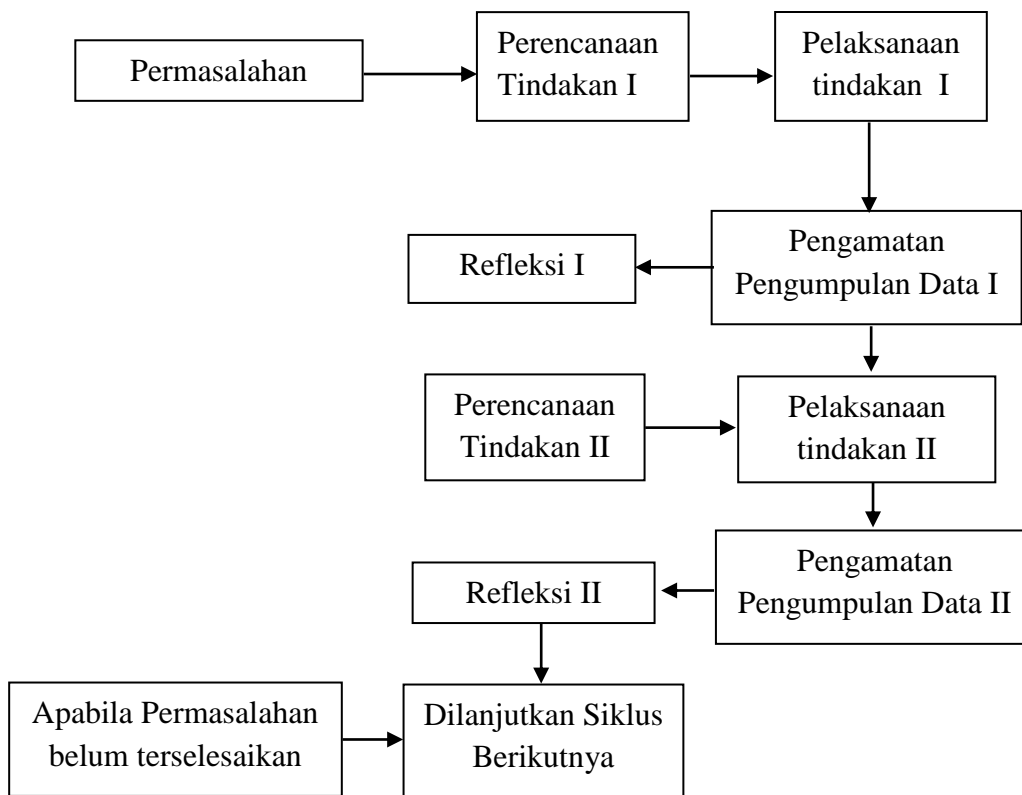 Permasalahan
Perencanaan
Tindakan I
Pelaksanaan
tindakan I
Refleksi I
Pengamatan
Pengumpulan Data I
Perencanaan
Tindakan II
Pelaksanaan
tindakan II
Refleksi II
Pengamatan
Pengumpulan Data II
Apabila Permasalahan
belum terselesaikan
Dilanjutkan Siklus
Berikutnya